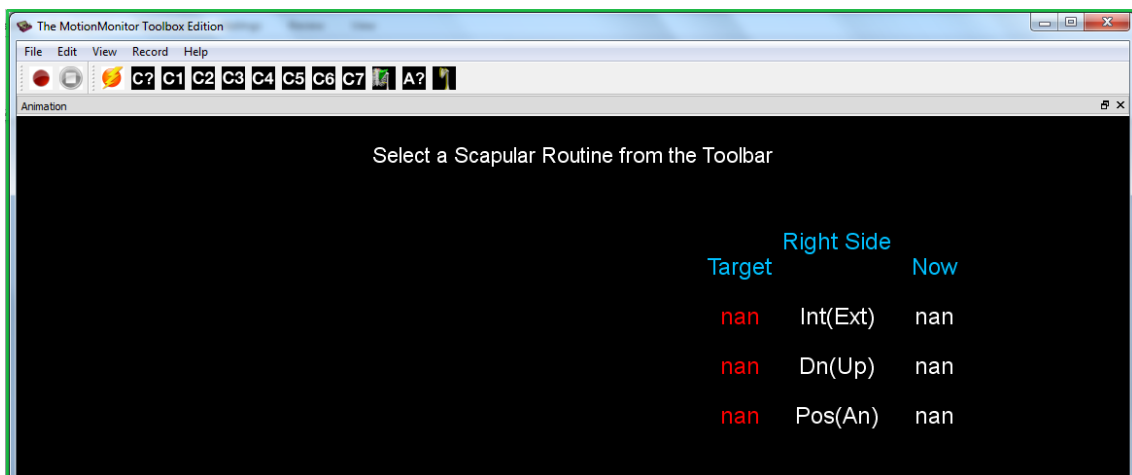 The MotionMonitor Toolbox Edition
File Edit View Record Help
C? C1 C2 C3 C4 C5 C6 C7 A?
Animation
Select a Scapular Routine from the Toolbar
Right Side
Target Now
nan Int(Ext) nan
nan Dn(Up) nan
nan Pos(An) nan